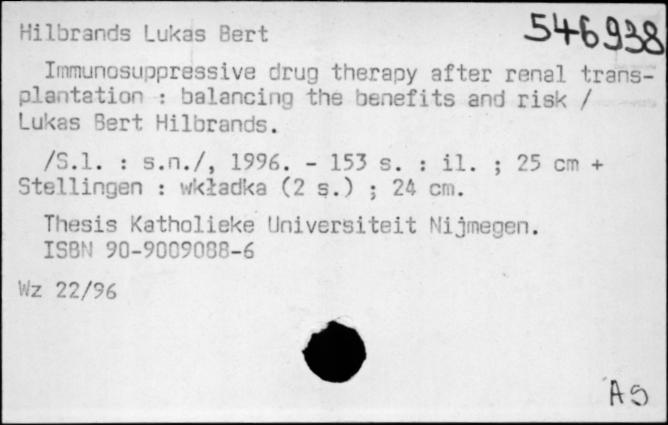 Hilbrands Lukas Bert
546938
Immunosuppressive drug therapy after renal trans-
plantation : balancing the benefits and risk /
Lukas Bert Hilbrands.
/S.l. : s.n./, 1996. - 153 s. : il. ; 25 cm +
Stellingen : wkładka (2 s.) ; 24 cm.
Thesis Katholieke Universiteit Nijmegen.
ISBN 90-9009088-6
Wz 22/96
AS